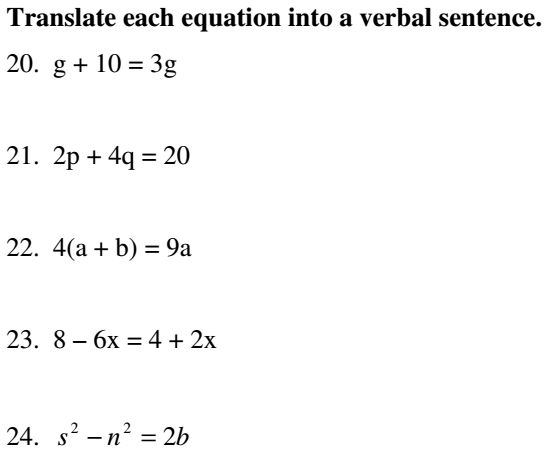 Translate each equation into a verbal sentence.
20. g + 10 = 3g
21. 2p + 4q = 20
22. 4(a + b) = 9a
23. 8 – 6x = 4 + 2x
24. s² – n² = 2b